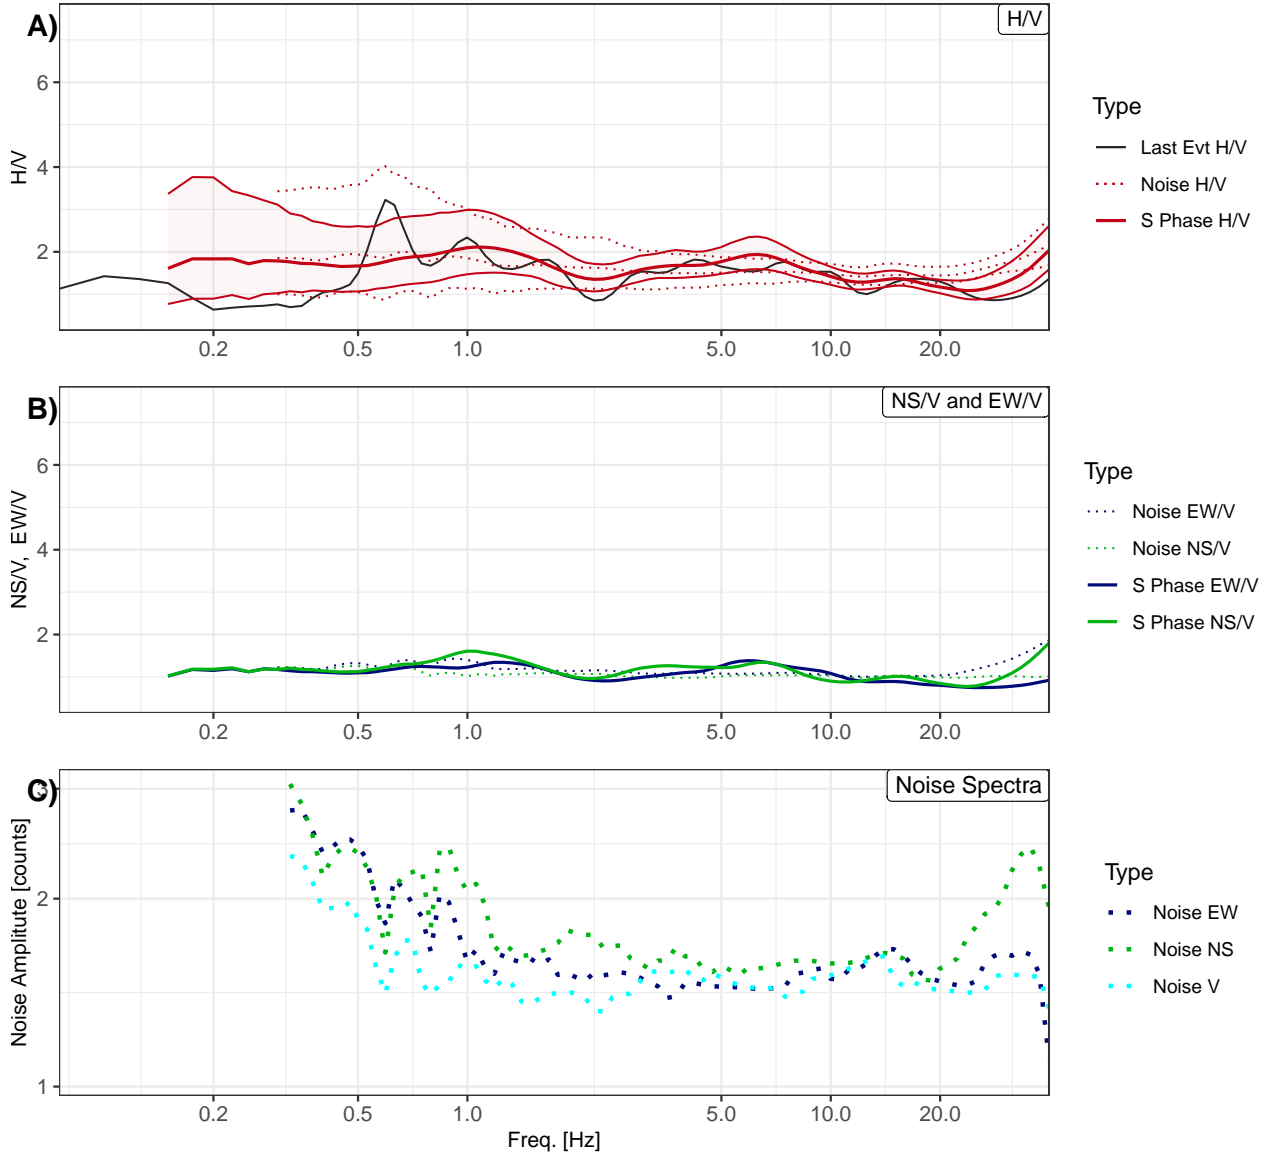 A)
H/V
6
4
2
H/V
0.2 0.5 1.0 5.0 10.0 20.0
Type
Last Evt H/V
Noise H/V
S Phase H/V
B)
NS/V and EW/V
6
4
2
NS/V, EW/V
0.2 0.5 1.0 5.0 10.0 20.0
Type
Noise EW/V
Noise NS/V
S Phase EW/V
S Phase NS/V
C)
Noise Spectra
2
1
Noise Amplitude [counts]
0.2 0.5 1.0 5.0 10.0 20.0
Freq. [Hz]
Type
Noise EW
Noise NS
Noise V